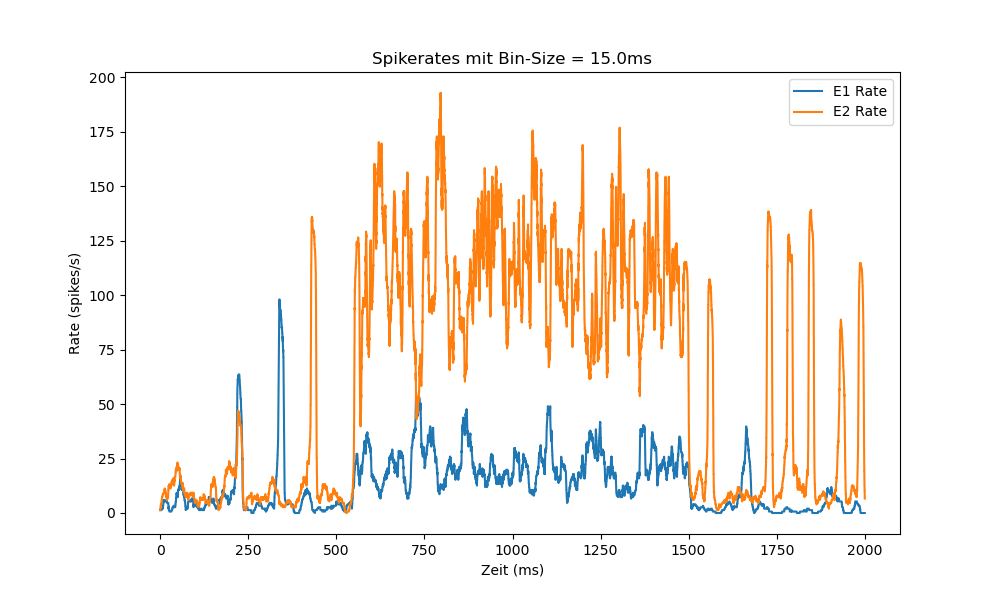 Spikerates mit Bin-Size = 15.0ms
E1 Rate
E2 Rate
Rate (spikes/s)
200
175
150
125
100
75
50
25
0
0 250 500 750 1000 1250 1500 1750 2000
Zeit (ms)